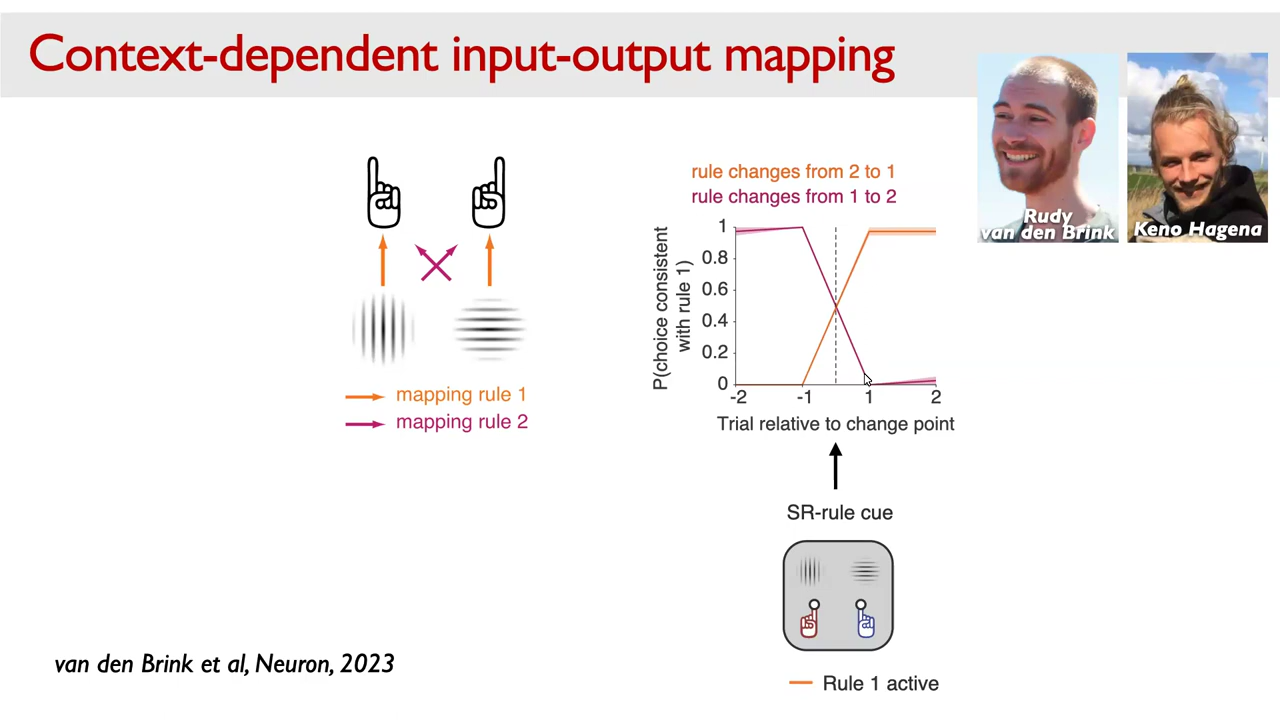 Context-dependent input-output mapping
Rudy
van den Brink
Keno Hagena
mapping rule 1
mapping rule 2
rule changes from 2 to 1
rule changes from 1 to 2
P(choice consistent
with rule 1)
1
0.8
0.6
0.4
0.2
0
-2
-1
1
2
Trial relative to change point
SR-rule cue
Rule 1 active
van den Brink et al, Neuron, 2023